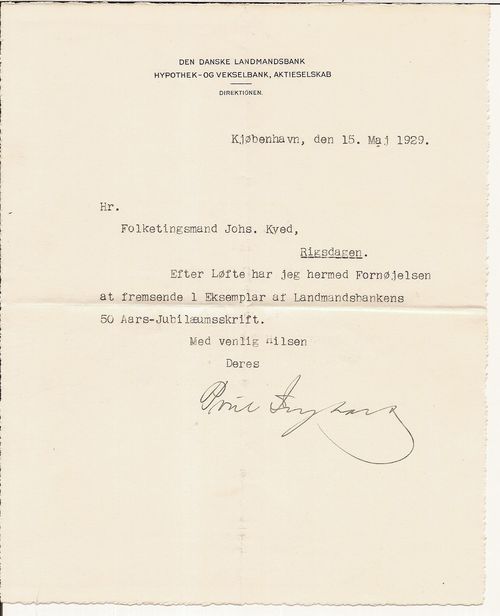 DEN DANSKE LANDMANDSBANK
HYPOTHEK-OG VEKSELBANK, AKTIESELSKAB
DIREKTIONEN.
Kjøbenhavn, den 15. Maj 1929.
Hr.
Folketingsmand Johs. Kved,
Rigsdagen.
Efter Løfte har jeg hermed Fornøjelsen
at fremsende 1 Eksemplar af Landmandsbankens
50 Aars-Jubilæumsskrift.
Med venlig Hilsen
Deres